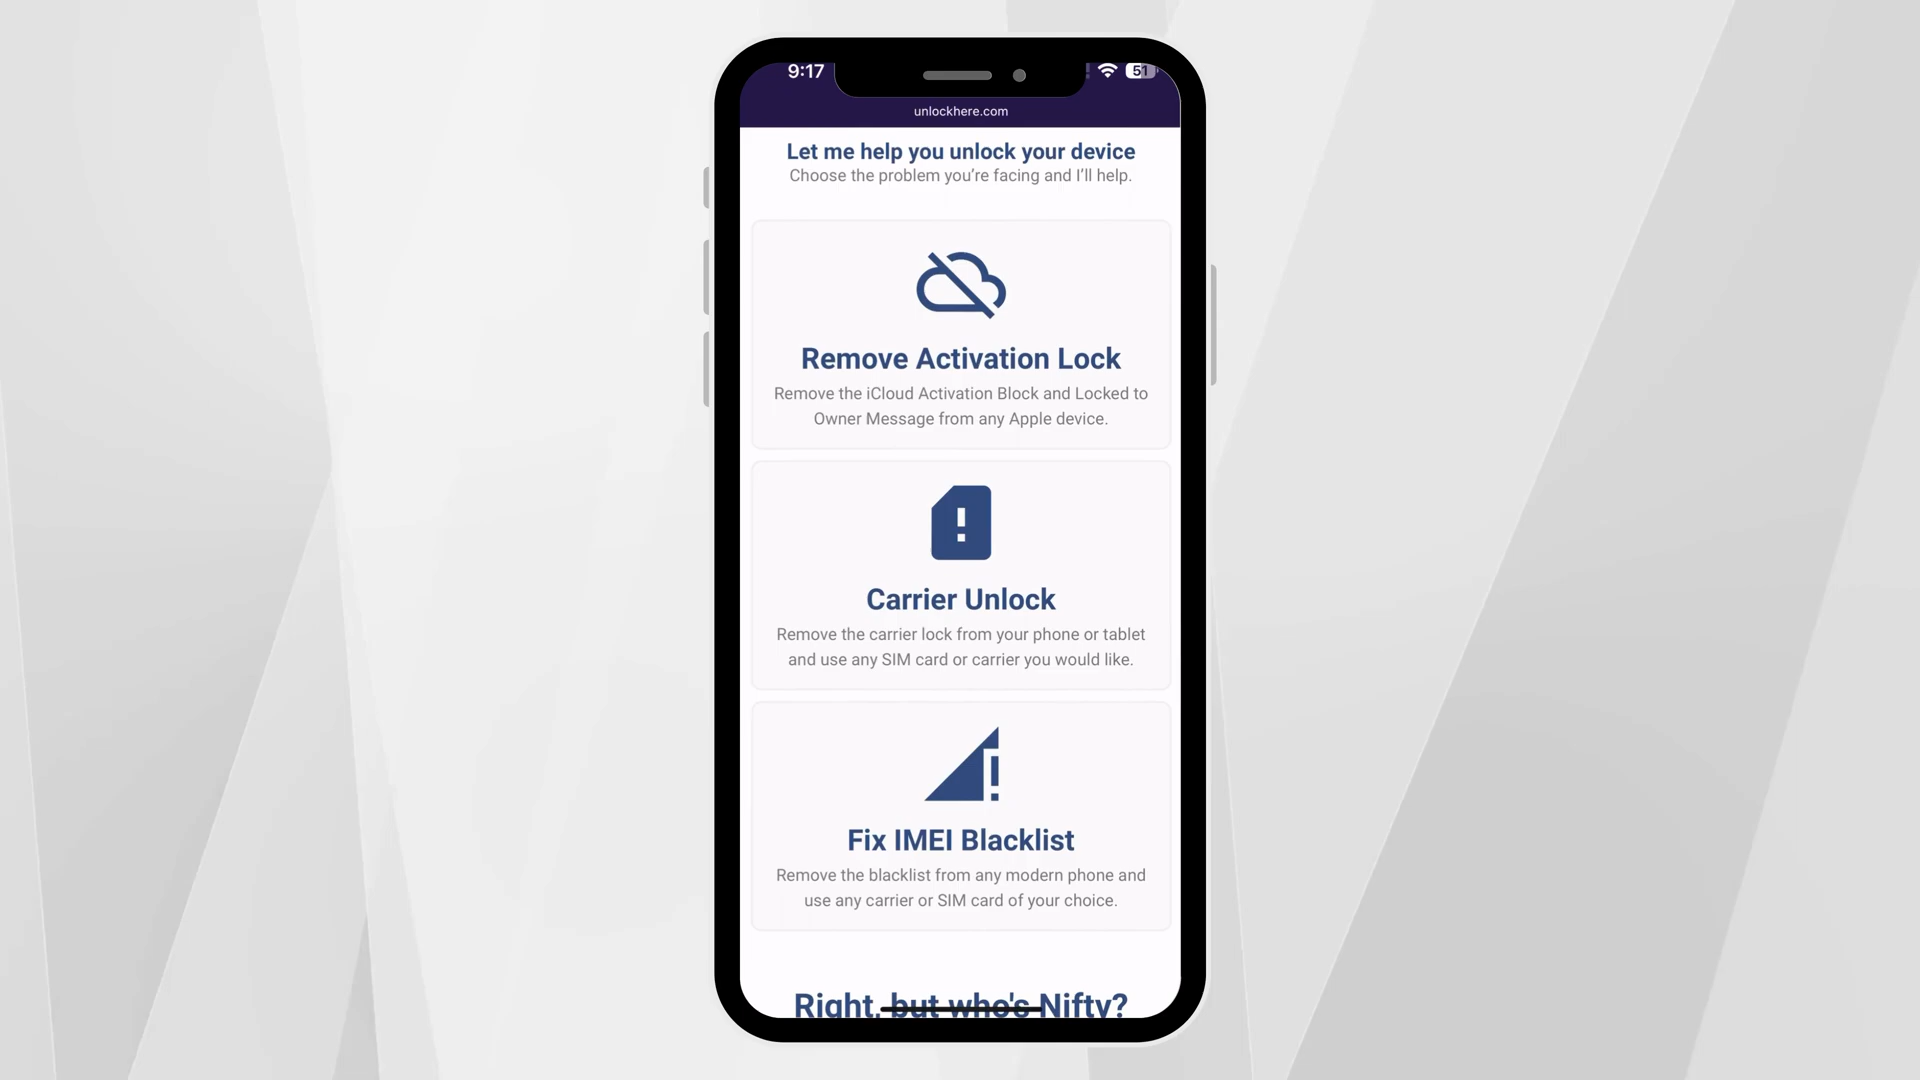 9:17
51
unlockhere.com
Let me help you unlock your device
Choose the problem you’re facing and I’ll help.
Remove Activation Lock
Remove the iCloud Activation Block and Locked to
Owner Message from any Apple device.
Carrier Unlock
Remove the carrier lock from your phone or tablet
and use any SIM card or carrier you would like.
Fix IMEI Blacklist
Remove the blacklist from any modern phone and
use any carrier or SIM card of your choice.
Right, but who's Nifty?